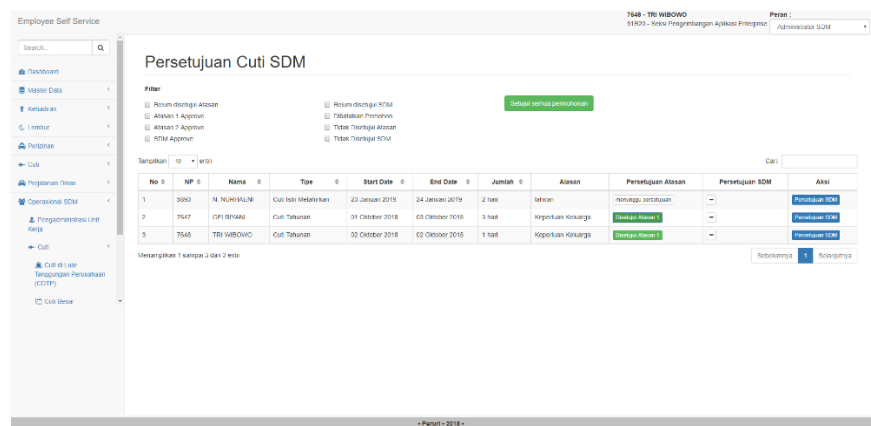 Employee Self Service
7648 - TRI WIBOWO
51B20 - Seksi Pengembangan Aplikasi Enterprise
Peran :
Administrator SDM
Search...
Dashboard
Master Data
Kehadiran
Lembur
Perizinan
Cuti
Perjalanan Dinas
Operasional SDM
Pengadministrasi Unit
Kerja
Cuti
Cuti di Luar
Tanggungan Perusahaan
(COTP)
Cuti Besar
Persetujuan Cuti SDM
Filter
Belum disetujui Atasan
Atasan 1 Approve
Atasan 2 Approve
SDM Approve
Belum disetujui SDM
Dibatalkan Pemohon
Tidak Disetujui Atasan
Tidak Disetujui SDM
Setujui semua permohonan
Tampilkan 10 entri
Cari:
No NP Nama Tipe Start Date End Date Jumlah Alasan Persetujuan Atasan Persetujuan SDM Aksi
1 5893 N. NURHAENI Cuti Istri Melahirkan 23 Januari 2019 24 Januari 2019 2 hari lahiran menunggu persetujuan Persetujuan SDM
2 7647 Cuti Tahunan 01 Oktober 2018 03 Oktober 2018 3 hari Keperluan Keluarga Disetujui Atasan 1 Persetujuan SDM
3 7648 TRI WIBOWO Cuti Tahunan 02 Oktober 2018 02 Oktober 2018 1 hari Keperluan Keluarga Disetujui Atasan 1 Persetujuan SDM
Menampilkan 1 sampai 3 dari 3 entri
Sebelumnya 1 Selanjutnya
• Peruri • 2018 •